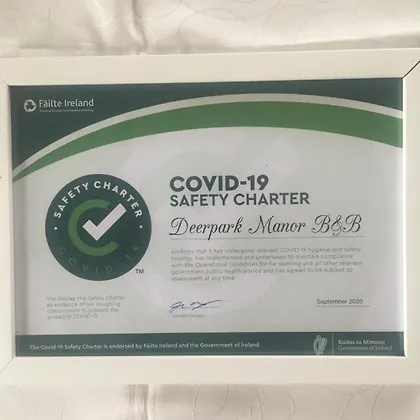 Fáilte Ireland
COVID-19
SAFETY CHARTER
Deerpark Manor B&B
confirms that it has undergone relevant COVID-19 hygiene and safety
training, has implemented and undertakes to maintain compliance
with the Operational Guidelines for Re-opening and all other relevant
government public health advice and has agreed to be subject to
assessment at any time.
SAFETY CHARTER
COVID-19
TM
We display this Safety Charter
as evidence of our on-going
commitment to prevent the
spread of COVID-19.
September 2020
The Covid-19 Safety Charter is endorsed by Fáilte Ireland and the Government of Ireland
Rialtas na hÉireann
Government of Ireland